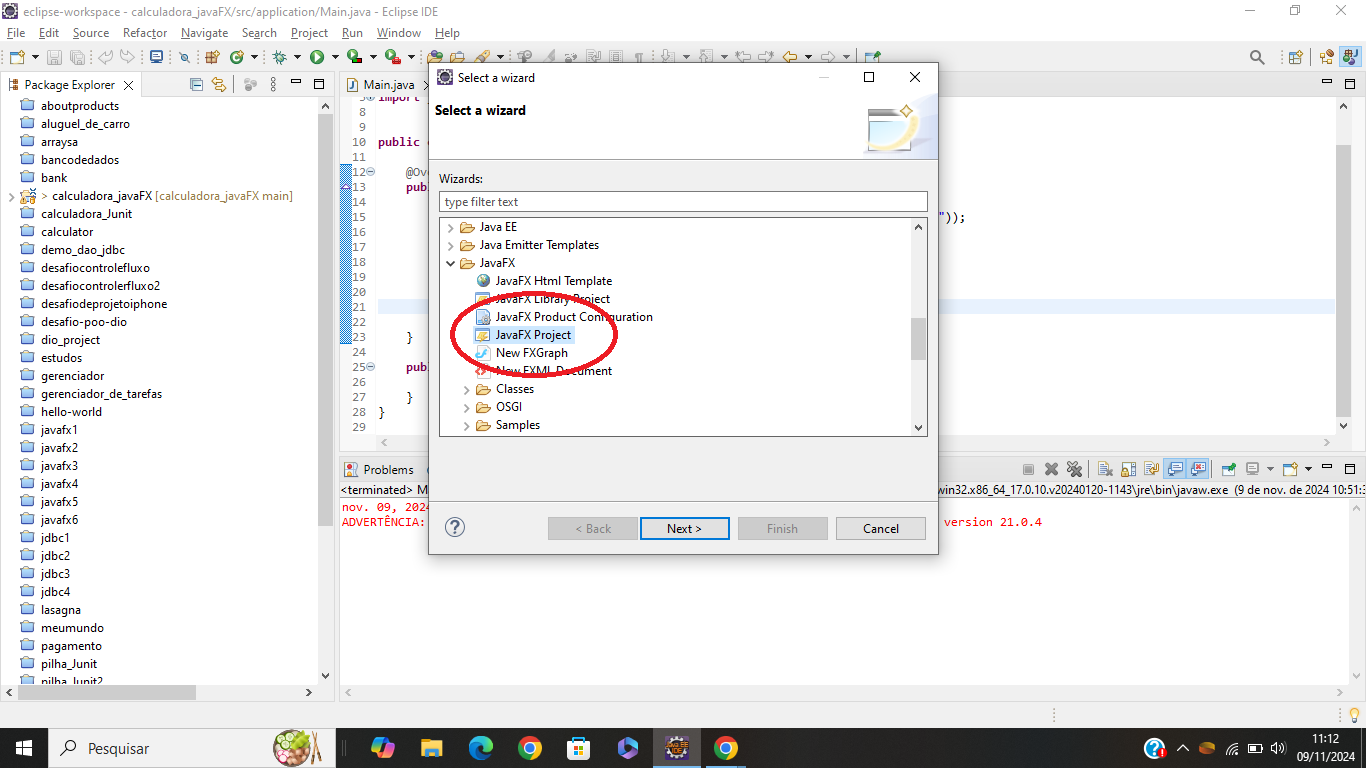 eclipse-workspace - calculadora_javaFX/src/application/Main.java - Eclipse IDE
File Edit Source Refactor Navigate Search Project Run Window Help
Package Explorer
aboutproducts
aluguel_de_carro
arraysa
bancodedados
bank
> calculadora_javaFX [calculadora_javaFX main]
calculadora_Junit
calculator
demo_dao_jdbc
desafiocontrolefluxo
desafiocontrolerfluxo2
desafiodeprojetoiphone
desafio-poo-dio
dio_project
estudos
gerenciador
gerenciador_de_tarefas
hello-world
javafx1
javafx2
javafx3
javafx4
javafx5
javafx6
jdbc1
jdbc2
jdbc3
jdbc4
lasagna
meumundo
pagamento
pilha_Junit
pilha_Junit2
Main.java
import
8
9
10 public
11
12 @Ov
13 pub
14
15 "));
16
17
18
19
20
21
22
23 }
24
25 pub
26
27 }
28 }
29
Select a wizard
Select a wizard
Wizards:
type filter text
Java EE
Java Emitter Templates
JavaFX
JavaFX Html Template
JavaFX Library Project
JavaFX Product Configuration
JavaFX Project
New FXGraph
New FXML Document
Classes
OSGI
Samples
? < Back Next > Finish Cancel
Problems
<terminated> M win32.x86_64_17.0.10.v20240120-1143\jre\bin\javaw.exe (9 de nov. de 2024 10:51:3
nov. 09, 2024
ADVERTÊNCIA: version 21.0.4
Pesquisar
11:12
09/11/2024